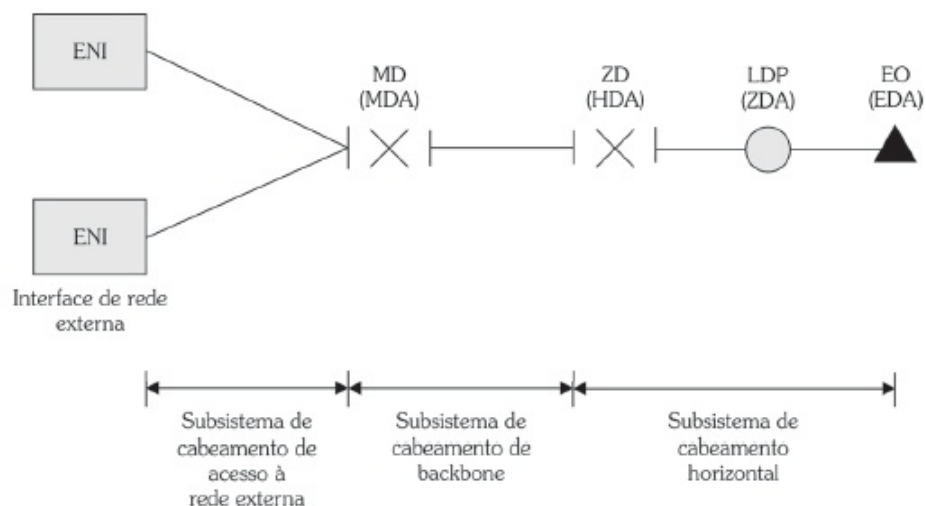 ENI
MD
(MDA)
ZD
(HDA)
LDP
(ZDA)
EO
(EDA)
ENI
Interface de rede
externa
Subsistema de
cabeamento de
acesso à
rede externa
Subsistema de
cabeamento de
backbone
Subsistema de
cabeamento
horizontal